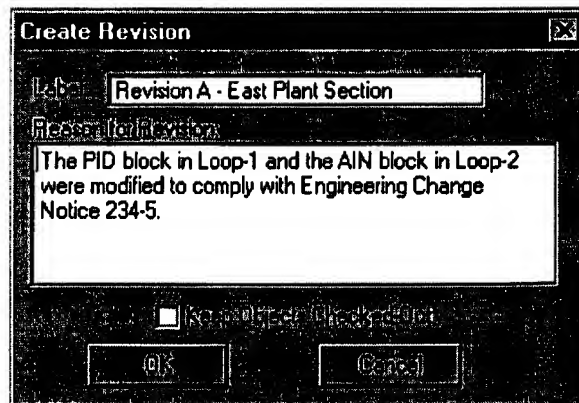 Create Revision
Label: Revision A - East Plant Section
Reason for Revision:
The PID block in Loop-1 and the AIN block in Loop-2
were modified to comply with Engineering Change
Notice 234-5.
Keep Object Checked Out
OK Cancel